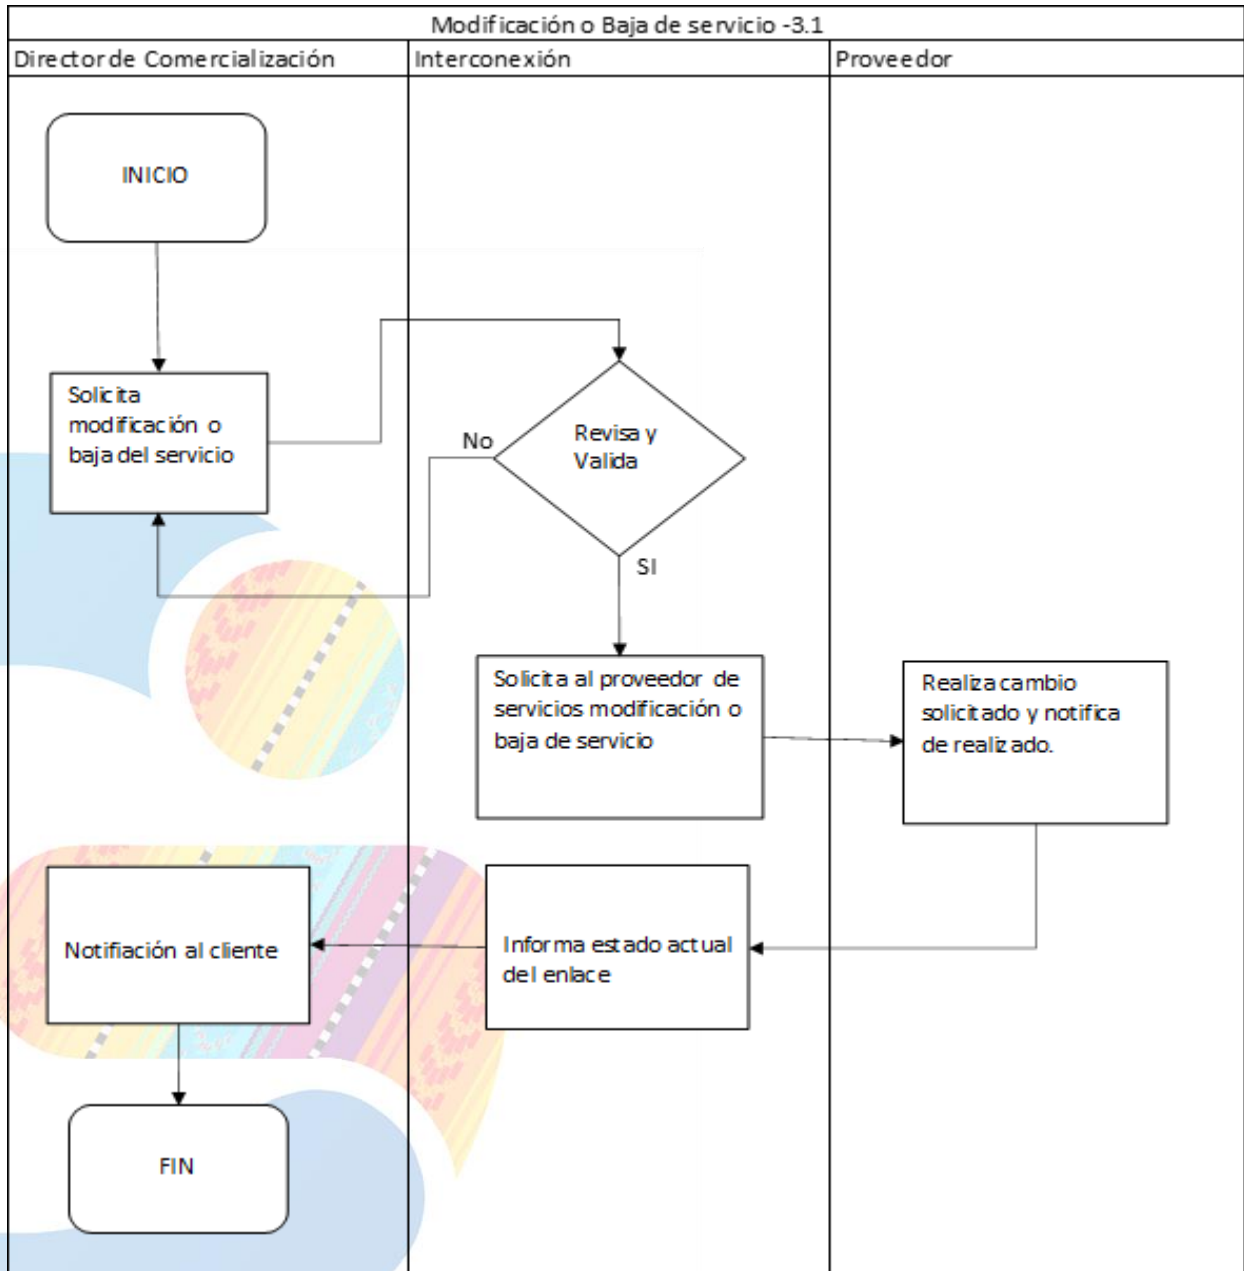 Modificación o Baja de servicio -3.1
Director de Comercialización
Interconexión
Proveedor
INICIO
Solicita
modificación o
baja del servicio
No
Revisa y
Valida
SI
Solicita al proveedor de
servicios modificación o
baja de servicio
Realiza cambio
solicitado y notifica
de realizado.
Informa estado actual
del enlace
Notifiación al cliente
FIN